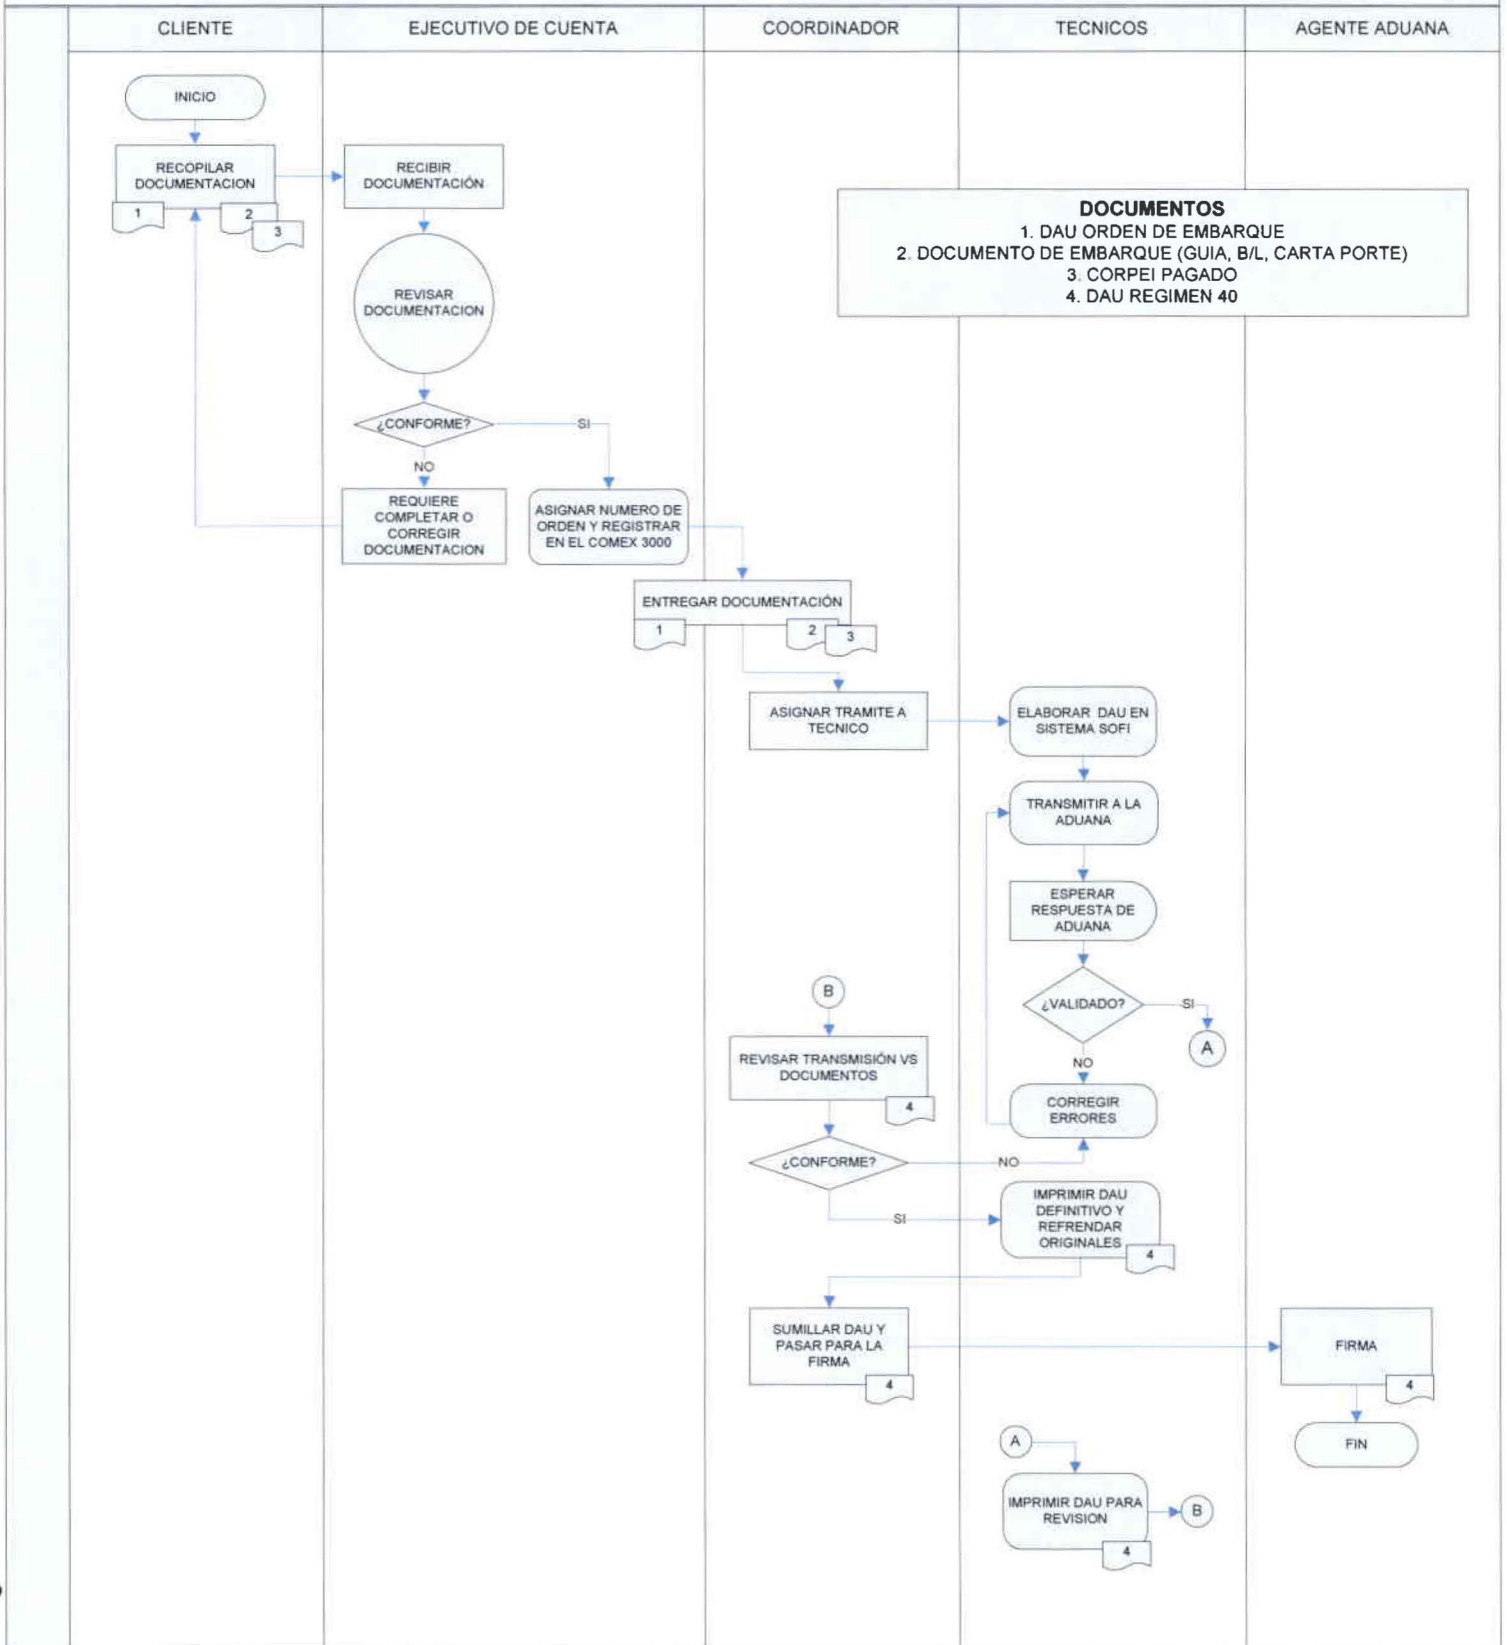 CLIENTE
EJECUTIVO DE CUENTA
COORDINADOR
TECNICOS
AGENTE ADUANA
INICIO
RECOPILAR
DOCUMENTACION
1
2
3
RECIBIR
DOCUMENTACIÓN
DOCUMENTOS
1. DAU ORDEN DE EMBARQUE
2. DOCUMENTO DE EMBARQUE (GUIA, B/L, CARTA PORTE)
3. CORPEI PAGADO
4. DAU REGIMEN 40
REVISAR
DOCUMENTACION
¿CONFORME?
SI
NO
REQUIERE
COMPLETAR O
CORREGIR
DOCUMENTACION
ASIGNAR NUMERO DE
ORDEN Y REGISTRAR
EN EL COMEX 3000
ENTREGAR DOCUMENTACIÓN
1
2
3
ASIGNAR TRAMITE A
TECNICO
ELABORAR DAU EN
SISTEMA SOFI
TRANSMITIR A LA
ADUANA
ESPERAR
RESPUESTA DE
ADUANA
¿VALIDADO?
SI
A
NO
CORREGIR
ERRORES
B
REVISAR TRANSMISIÓN VS
DOCUMENTOS
4
¿CONFORME?
NO
SI
IMPRIMIR DAU
DEFINITIVO Y
REFRENDAR
ORIGINALES
4
SUMILLAR DAU Y
PASAR PARA LA
FIRMA
4
FIRMA
4
FIN
A
IMPRIMIR DAU PARA
REVISION
4
B